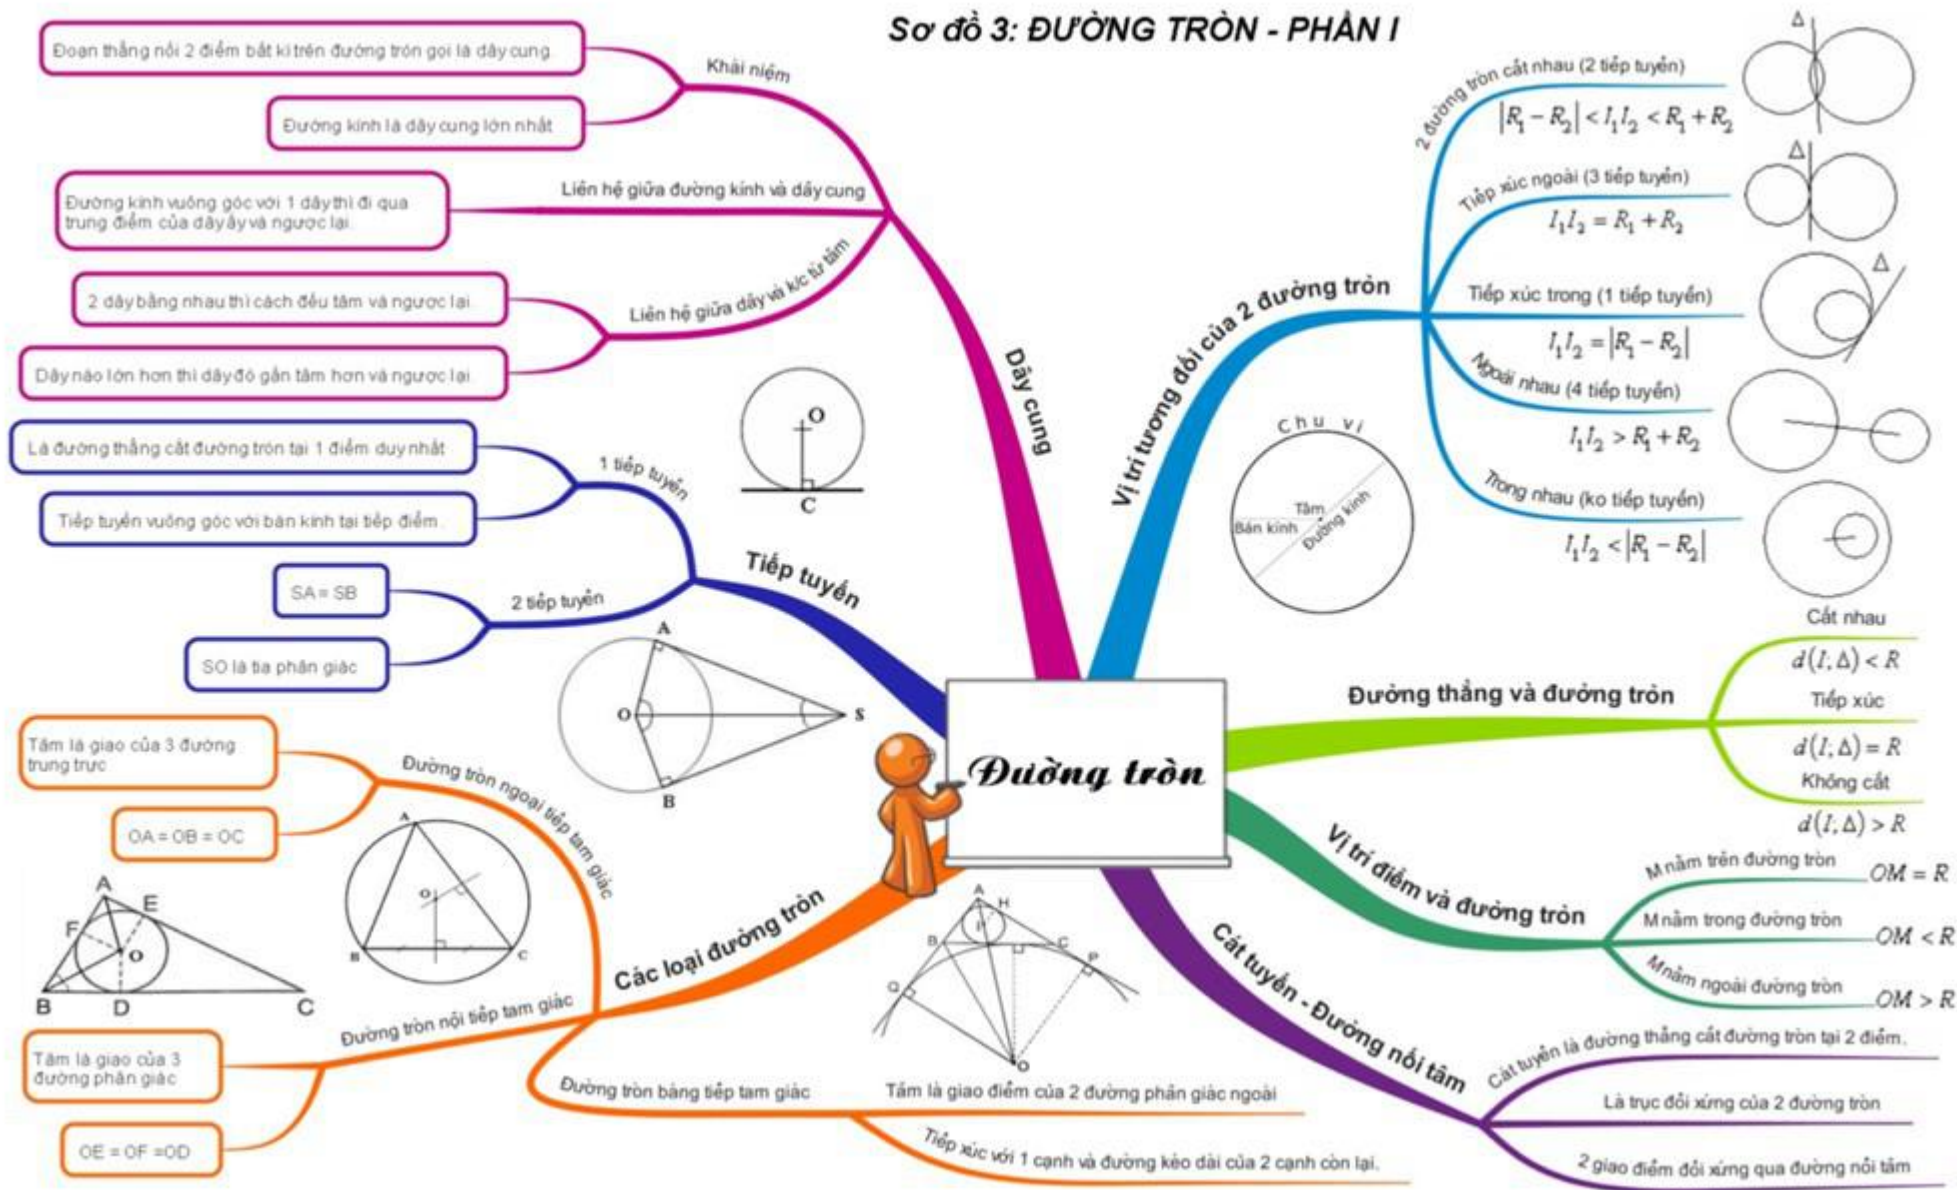 Sơ đồ 3: ĐƯỜNG TRÒN - PHẦN I
Đoạn thẳng nối 2 điểm bất kì trên đường tròn gọi là dây cung
Đường kính là dây cung lớn nhất
Khái niệm
Đường kính vuông góc với 1 dây thì đi qua
trung điểm của dây ấy và ngược lại.
Liên hệ giữa đường kính và dây cung
2 dây bằng nhau thì cách đều tâm và ngược lại.
Dây nào lớn hơn thì dây đó gần tâm hơn và ngược lại
Liên hệ giữa dây và k/c từ tâm
Dây cung
O
C
Là đường thẳng cắt đường tròn tại 1 điểm duy nhất
Tiếp tuyến vuông góc với bán kính tại tiếp điểm.
1 tiếp tuyến
SA = SB
SO là tia phân giác
2 tiếp tuyến
Tiếp tuyến
A
O
S
B
Tâm là giao của 3 đường
trung trực
OA = OB = OC
Đường tròn ngoại tiếp tam giác
A
O
B
C
A
E
F
O
B
D
C
Các loại đường tròn
Đường tròn nội tiếp tam giác
Tâm là giao của 3
đường phân giác
OE = OF =OD
Đường tròn bàng tiếp tam giác
Tâm là giao điểm của 2 đường phân giác ngoài
Tiếp xúc với 1 cạnh và đường kéo dài của 2 cạnh còn lại.
A
H
I'
B
C
P
Q
O
Đường tròn
Vị trí tương đối của 2 đường tròn
2 đường tròn cắt nhau (2 tiếp tuyến)
|R₁ − R₂| < I₁I₂ < R₁ + R₂
Δ
Tiếp xúc ngoài (3 tiếp tuyến)
I₁I₂ = R₁ + R₂
Δ
Tiếp xúc trong (1 tiếp tuyến)
I₁I₂ = |R₁ − R₂|
Δ
Ngoài nhau (4 tiếp tuyến)
I₁I₂ > R₁ + R₂
Trong nhau (ko tiếp tuyến)
I₁I₂ < |R₁ − R₂|
Chu vi
Tâm
Bán kính
Đường kính
Đường thẳng và đường tròn
Cắt nhau
d(I;Δ) < R
Tiếp xúc
d(I;Δ) = R
Không cắt
d(I;Δ) > R
Vị trí điểm và đường tròn
M nằm trên đường tròn
OM = R
M nằm trong đường tròn
OM < R
M nằm ngoài đường tròn
OM > R
Cát tuyến - Đường nối tâm
Cát tuyến là đường thẳng cắt đường tròn tại 2 điểm.
Là trục đối xứng của 2 đường tròn
2 giao điểm đối xứng qua đường nối tâm